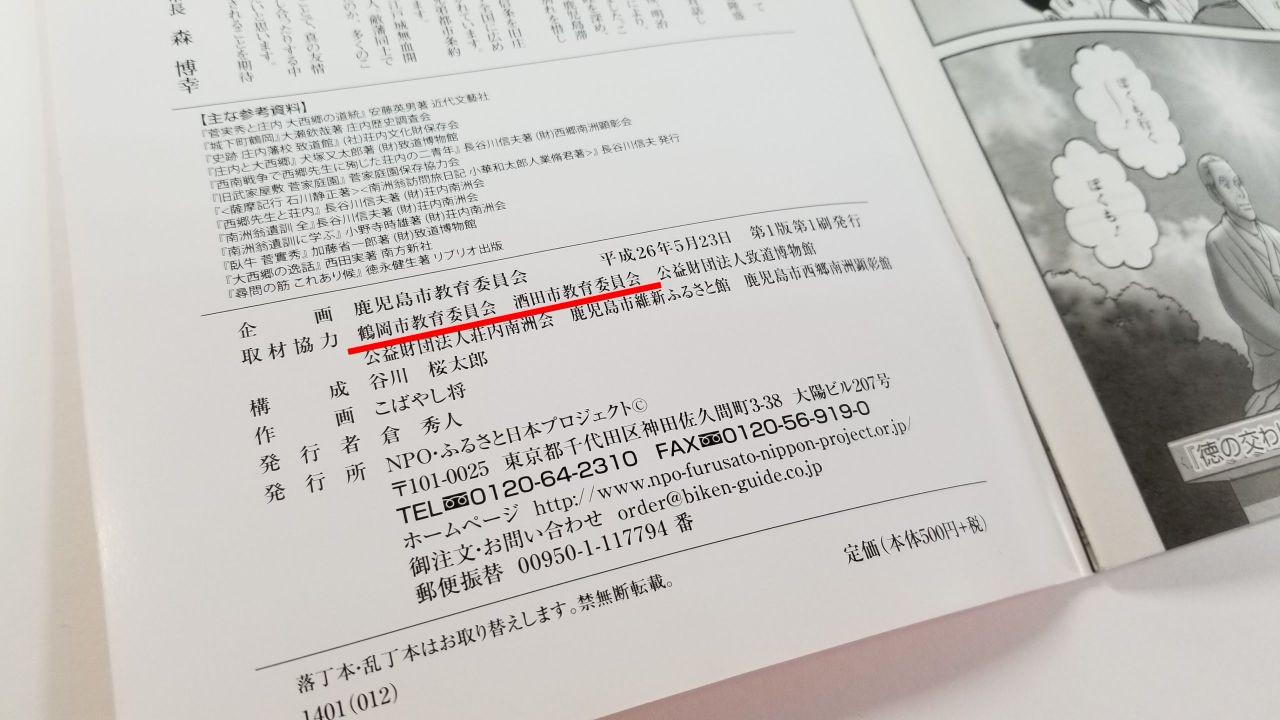 森 博幸
【主な参考資料】
『菅実秀と庄内 大西郷の道統』 安藤英男著 近代文藝社
『城下町鶴岡』 大瀬欽哉著 庄内歴史調査会
『史跡 庄内藩校 致道館』 (社)荘内文化財保存会
『庄内と大西郷』 犬塚又太郎著 (財)致道博物館
『西南戦争で西郷先生に殉じた荘内の二青年』 長谷川信夫著 (財)西郷南洲顕彰会
『旧武家屋敷 菅家庭園』 菅家庭園保存協力会
『<薩摩記行 石川静正著> <南洲翁訪問旅日記 小華和太郎人業脩君著>』 長谷川信夫 発行
『西郷先生と荘内』 長谷川信夫著 (財)荘内南洲会
『南洲翁遺訓 全』 長谷川信夫著 (財)荘内南洲会
『南洲翁遺訓に学ぶ』 小野寺時雄著 (財)荘内南洲会
『臥牛 菅實秀』 加藤省一郎著 (財)致道博物館
『大西郷の逸話』 西田実著 南方新社
『尋問の筋 これあり候』 徳永健生著 リブリオ出版
平成26年5月23日 第1版第1刷発行
企画 鹿児島市教育委員会
取材協力 鶴岡市教育委員会 酒田市教育委員会 公益財団法人致道博物館
公益財団法人荘内南洲会 鹿児島市維新ふるさと館 鹿児島市西郷南洲顕彰館
構成 谷川 桜太郎
作画 こばやし将
発行者 倉 秀人
発行所 NPO・ふるさと日本プロジェクト©
〒101-0025 東京都千代田区神田佐久間町3-38 大陽ビル207号
TEL 0120-64-2310 FAX 0120-56-919-0
ホームページ http://www.npo-furusato-nippon-project.or.jp/
御注文・お問い合わせ order@biken-guide.co.jp
郵便振替 00950-1-117794 番
定価(本体500円+税)
落丁本・乱丁本はお取り替えします。禁無断転載。
1401(012)
『徳の交わ